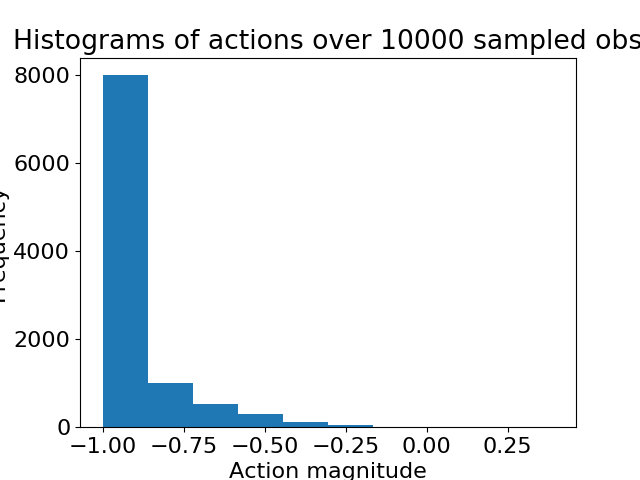 Histograms of actions over 10000 sampled obs
8000
6000
4000
2000
0
Frequency
−1.00 −0.75 −0.50 −0.25 0.00 0.25
Action magnitude